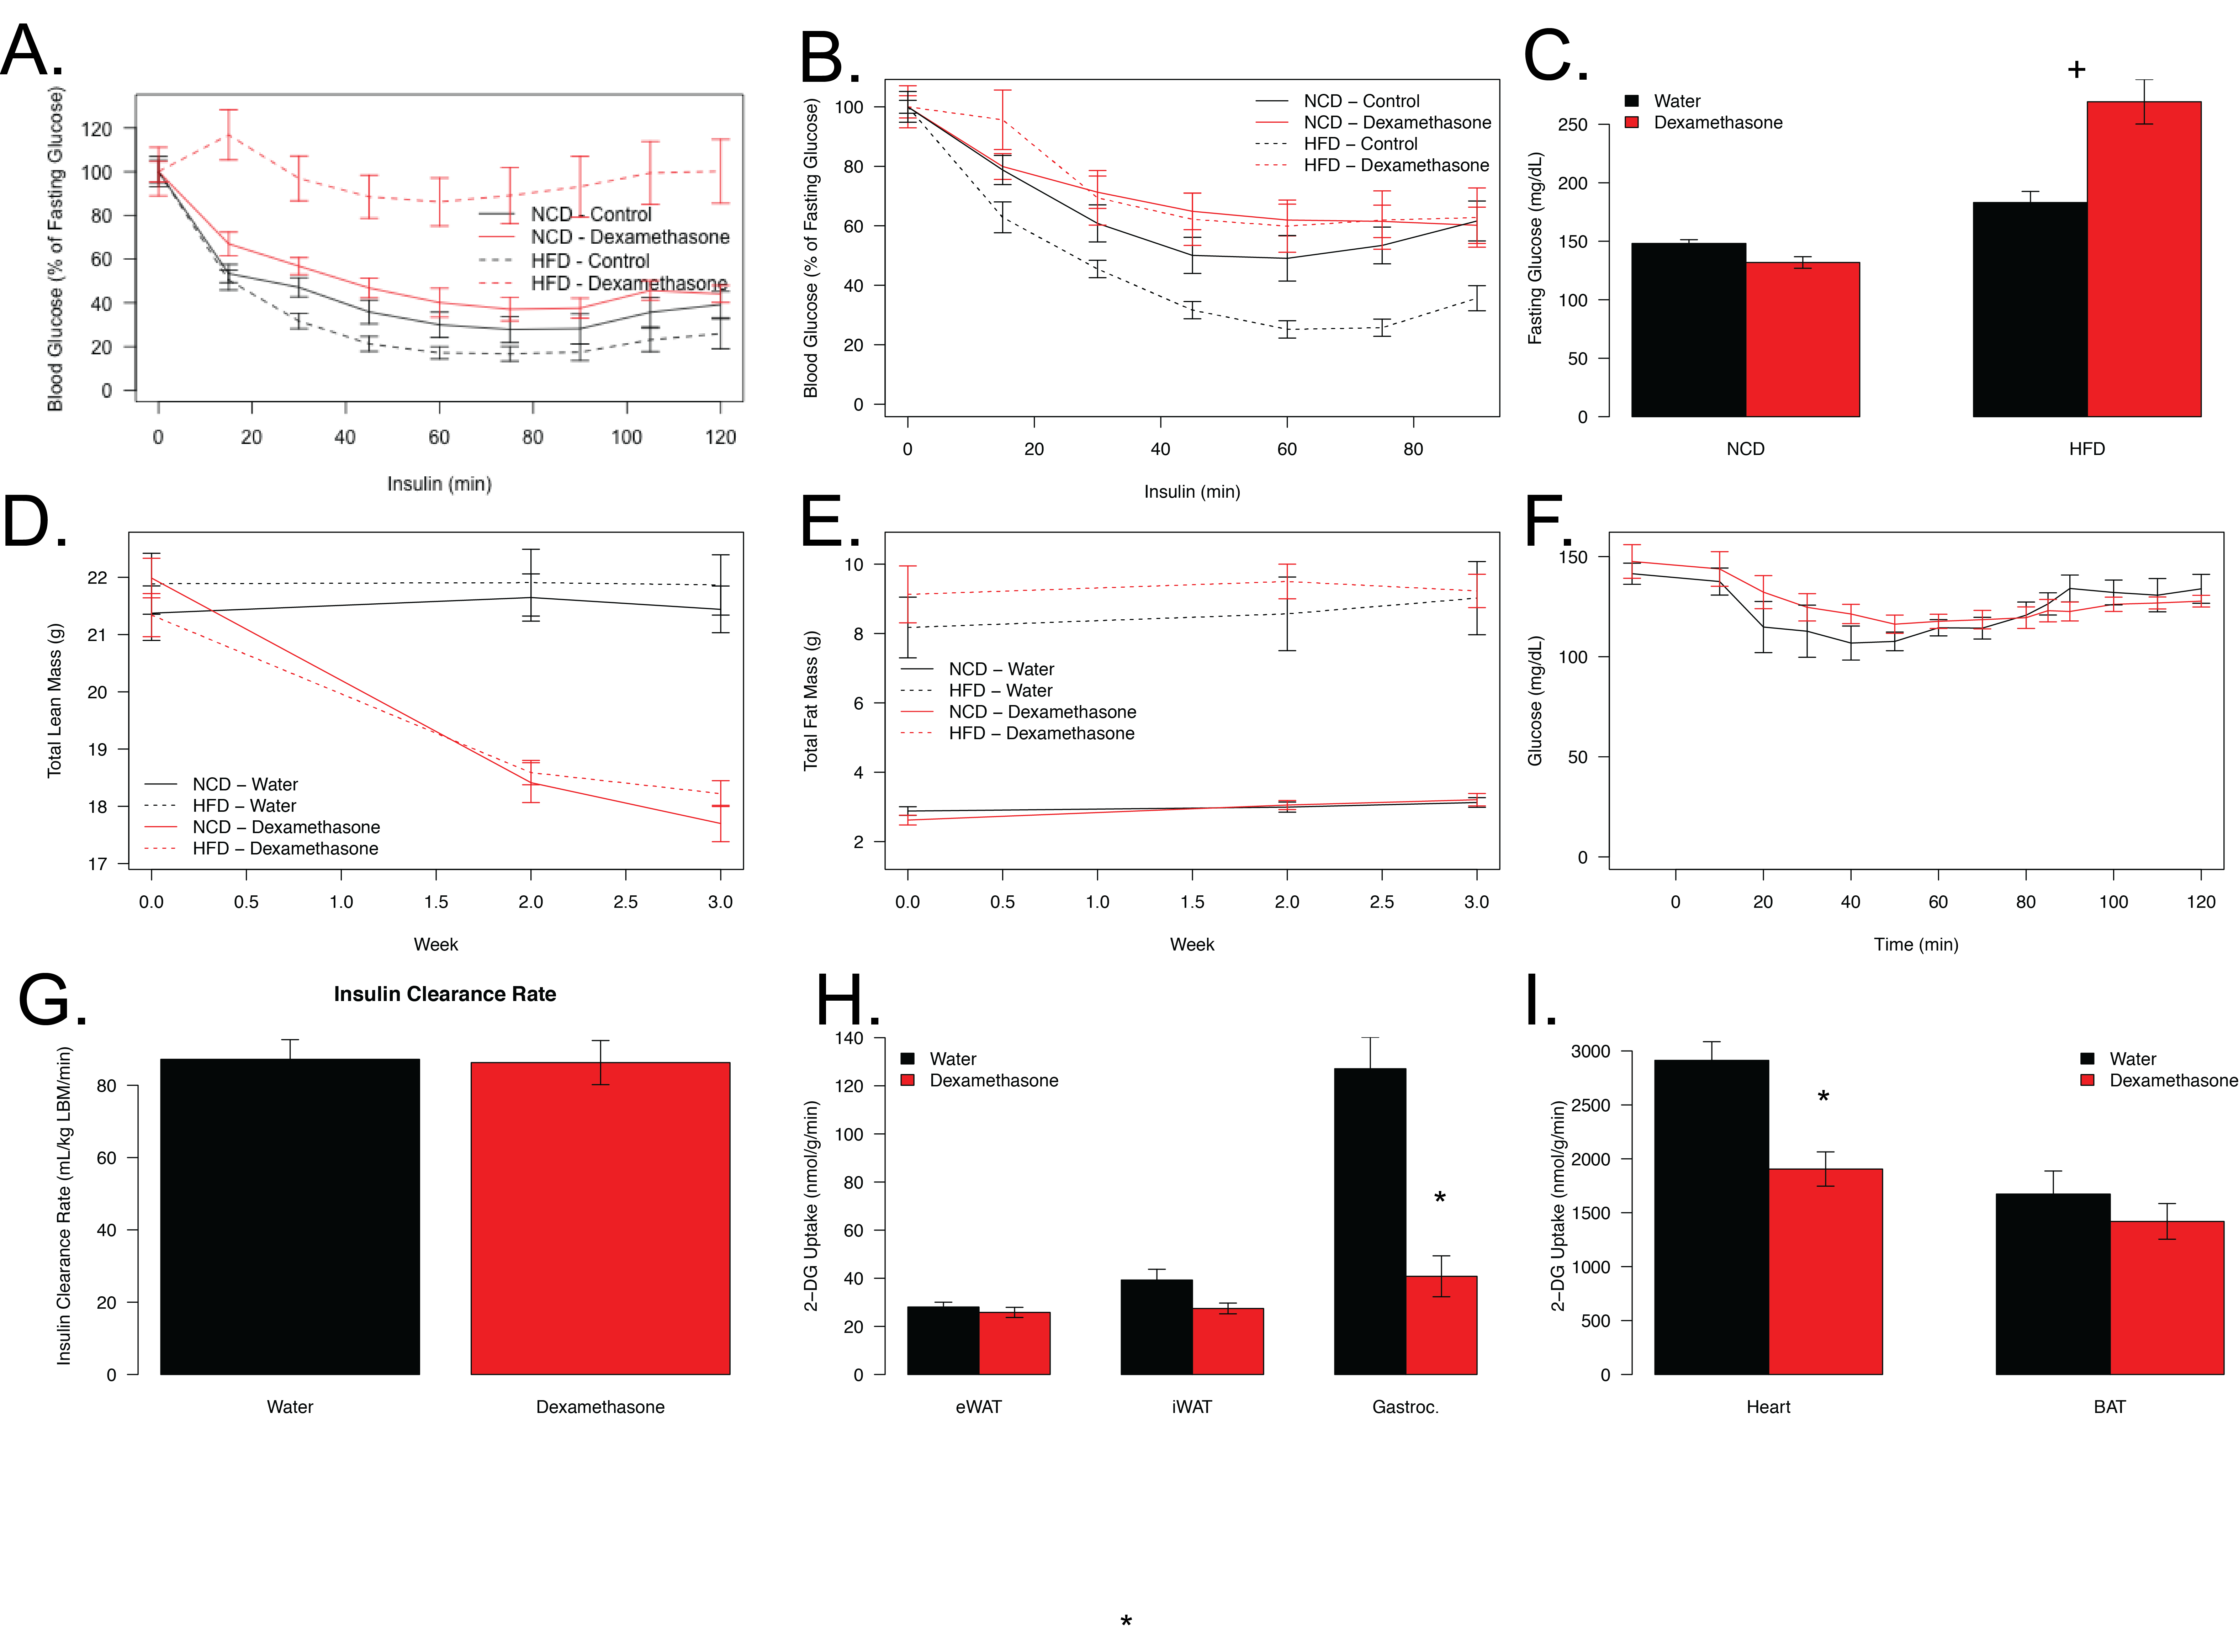 A.
Blood Glucose (% of Fasting Glucose)
120
100
80
60
40
20
0
NCD - Control
NCD - Dexamethasone
HFD - Control
HFD - Dexamethasone
0 20 40 60 80 100 120
Insulin (min)
B.
Blood Glucose (% of Fasting Glucose)
100
80
60
40
20
0
NCD – Control
NCD – Dexamethasone
HFD – Control
HFD – Dexamethasone
0 20 40 60 80
Insulin (min)
C.
Fasting Glucose (mg/dL)
+
Water
Dexamethasone
250
200
150
100
50
0
NCD HFD
D.
Total Lean Mass (g)
22
21
20
19
18
17
NCD – Water
HFD – Water
NCD – Dexamethasone
HFD – Dexamethasone
0.0 0.5 1.0 1.5 2.0 2.5 3.0
Week
E.
Total Fat Mass (g)
10
8
6
4
2
NCD – Water
HFD – Water
NCD – Dexamethasone
HFD – Dexamethasone
0.0 0.5 1.0 1.5 2.0 2.5 3.0
Week
F.
Glucose (mg/dL)
150
100
50
0
0 20 40 60 80 100 120
Time (min)
G.
Insulin Clearance Rate
Insulin Clearance Rate (mL/kg LBM/min)
80
60
40
20
0
Water Dexamethasone
H.
2–DG Uptake (nmol/g/min)
140
120
100
80
60
40
20
0
Water
Dexamethasone
*
eWAT iWAT Gastroc.
I.
2–DG Uptake (nmol/g/min)
3000
2500
2000
1500
1000
500
0
Water
Dexamethasone
*
Heart BAT
*